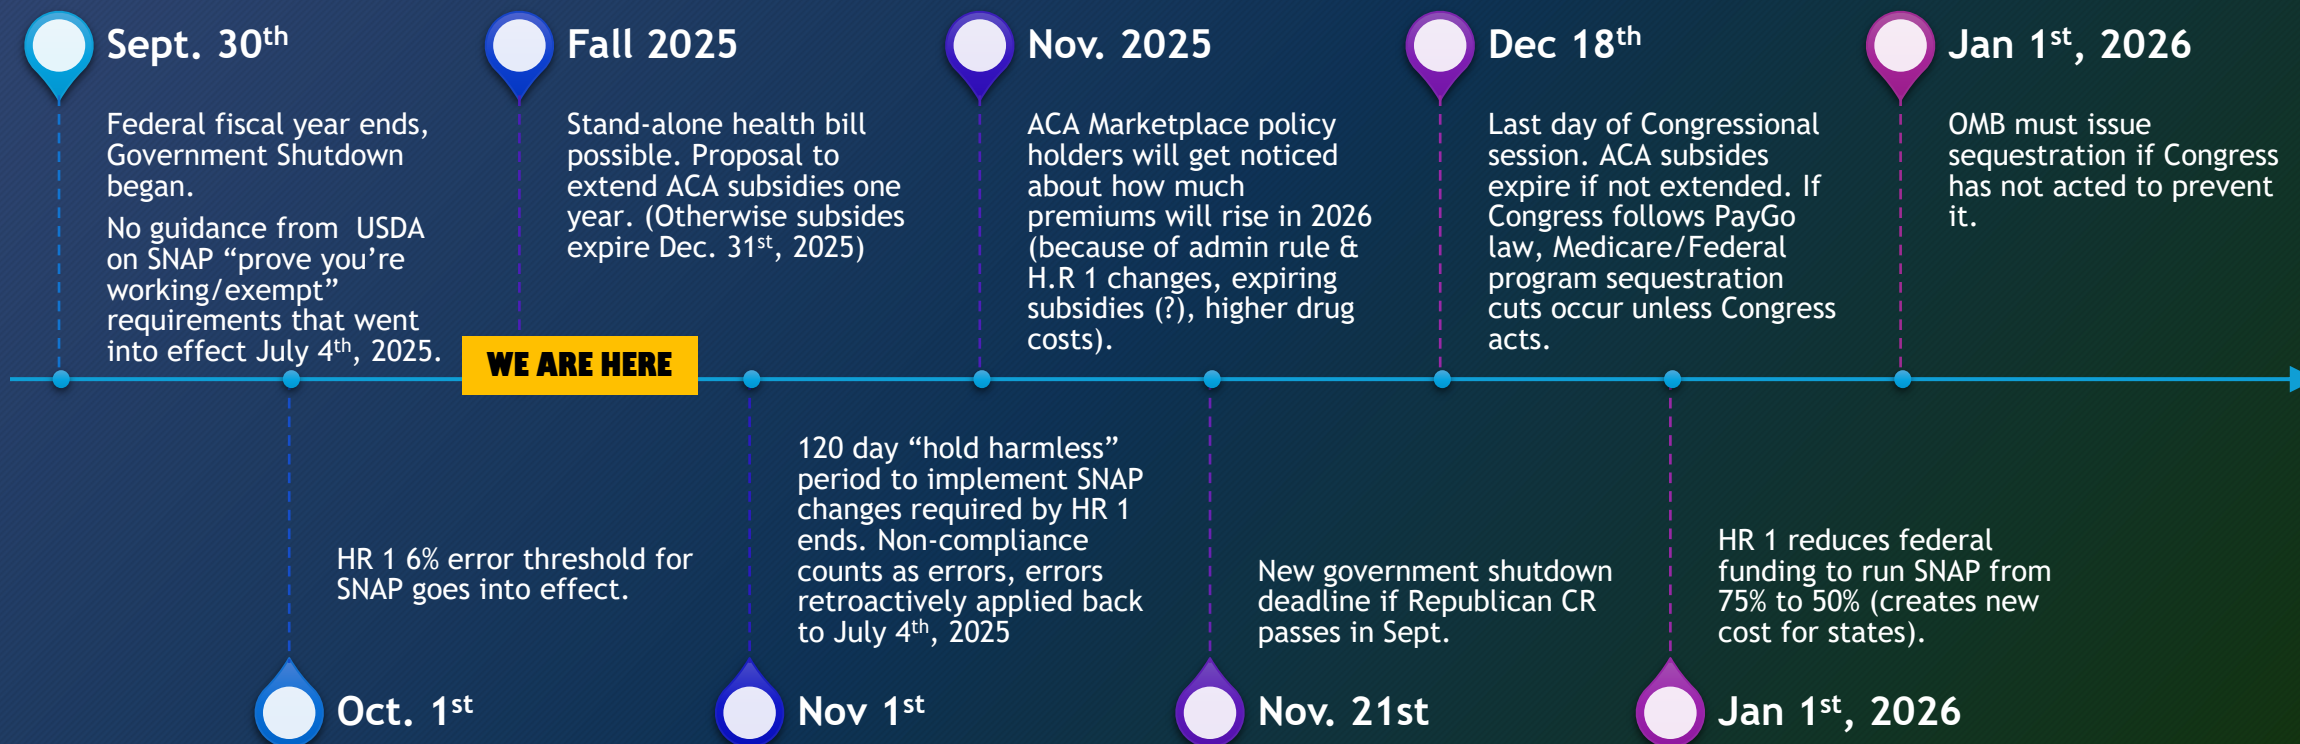 Sept. 30th
Federal fiscal year ends,
Government Shutdown
began.
No guidance from  USDA
on SNAP “prove you’re
working/exempt”
requirements that went
into effect July 4th, 2025.
Fall 2025
Stand-alone health bill
possible. Proposal to
extend ACA subsidies one
year. (Otherwise subsides
expire Dec. 31st, 2025)
Nov. 2025
ACA Marketplace policy
holders will get noticed
about how much
premiums will rise in 2026
(because of admin rule &
H.R 1 changes, expiring
subsidies (?), higher drug
costs).
Dec 18th
Last day of Congressional
session. ACA subsides
expire if not extended. If
Congress follows PayGo
law, Medicare/Federal
program sequestration
cuts occur unless Congress
acts.
Jan 1st, 2026
OMB must issue
sequestration if Congress
has not acted to prevent
it.
WE ARE HERE
HR 1 6% error threshold for
SNAP goes into effect.
Oct. 1st
120 day “hold harmless”
period to implement SNAP
changes required by HR 1
ends. Non-compliance
counts as errors, errors
retroactively applied back
to July 4th, 2025
Nov 1st
New government shutdown
deadline if Republican CR
passes in Sept.
Nov. 21st
HR 1 reduces federal
funding to run SNAP from
75% to 50% (creates new
cost for states).
Jan 1st, 2026